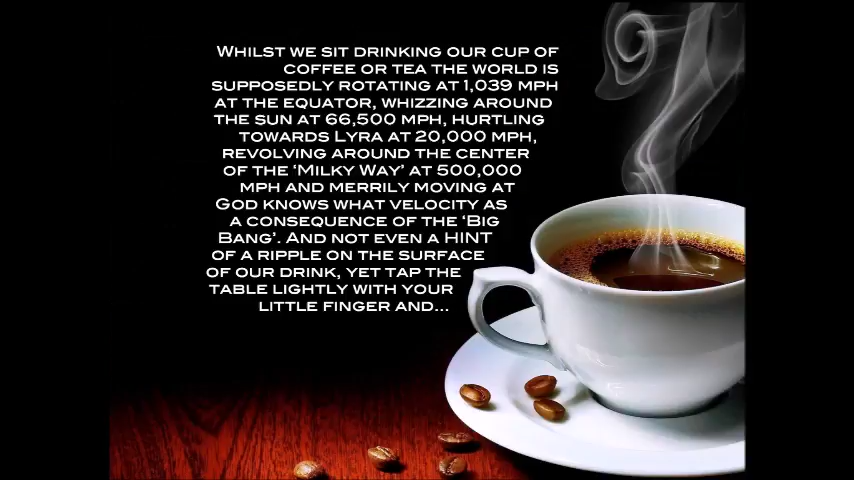 Whilst we sit drinking our cup of
coffee or tea the world is
supposedly rotating at 1,039 mph
at the equator, whizzing around
the sun at 66,500 mph, hurtling
towards Lyra at 20,000 mph,
revolving around the center
of the ‘Milky Way’ at 500,000
mph and merrily moving at
God knows what velocity as
a consequence of the ‘Big
Bang’. And not even a HINT
of a ripple on the surface
of our drink, yet tap the
table lightly with your
little finger and...